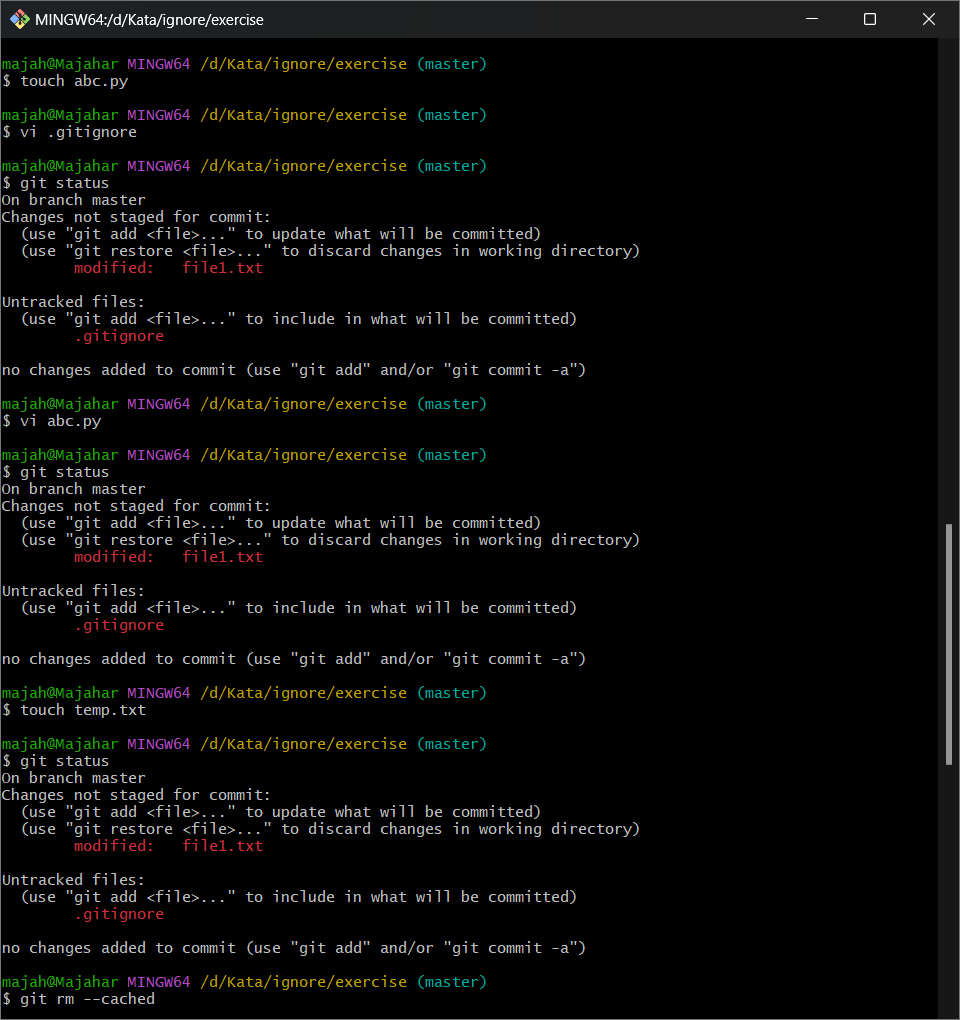 MINGW64:/d/Kata/ignore/exercise
majah@Majahar MINGW64 /d/Kata/ignore/exercise (master)
$ touch abc.py
majah@Majahar MINGW64 /d/Kata/ignore/exercise (master)
$ vi .gitignore
majah@Majahar MINGW64 /d/Kata/ignore/exercise (master)
$ git status
On branch master
Changes not staged for commit:
  (use "git add <file>..." to update what will be committed)
  (use "git restore <file>..." to discard changes in working directory)
        modified:   file1.txt
Untracked files:
  (use "git add <file>..." to include in what will be committed)
        .gitignore
no changes added to commit (use "git add" and/or "git commit -a")
majah@Majahar MINGW64 /d/Kata/ignore/exercise (master)
$ vi abc.py
majah@Majahar MINGW64 /d/Kata/ignore/exercise (master)
$ git status
On branch master
Changes not staged for commit:
  (use "git add <file>..." to update what will be committed)
  (use "git restore <file>..." to discard changes in working directory)
        modified:   file1.txt
Untracked files:
  (use "git add <file>..." to include in what will be committed)
        .gitignore
no changes added to commit (use "git add" and/or "git commit -a")
majah@Majahar MINGW64 /d/Kata/ignore/exercise (master)
$ touch temp.txt
majah@Majahar MINGW64 /d/Kata/ignore/exercise (master)
$ git status
On branch master
Changes not staged for commit:
  (use "git add <file>..." to update what will be committed)
  (use "git restore <file>..." to discard changes in working directory)
        modified:   file1.txt
Untracked files:
  (use "git add <file>..." to include in what will be committed)
        .gitignore
no changes added to commit (use "git add" and/or "git commit -a")
majah@Majahar MINGW64 /d/Kata/ignore/exercise (master)
$ git rm --cached